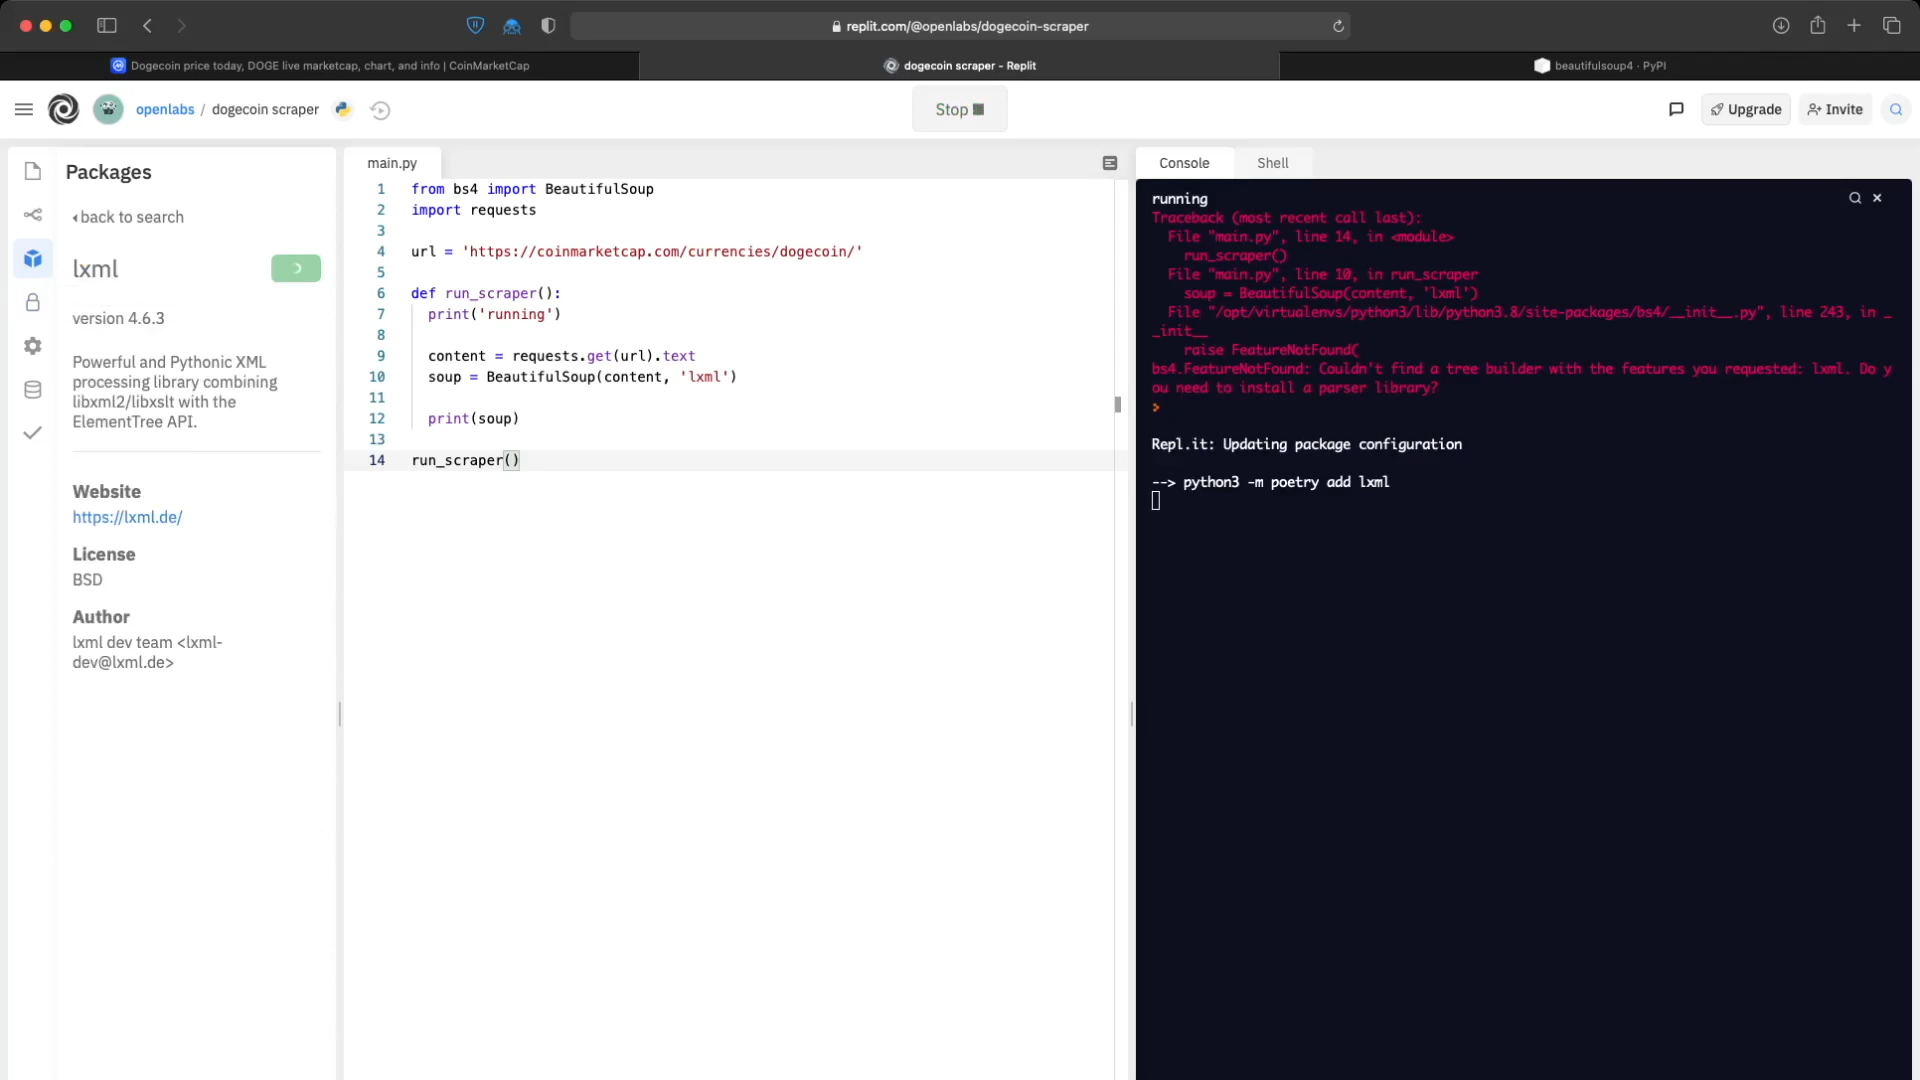 replit.com/@openlabs/dogecoin-scraper
Dogecoin price today, DOGE live marketcap, chart, and info | CoinMarketCap
dogecoin scraper - Replit
beautifulsoup4 · PyPI
openlabs / dogecoin scraper
Stop
Upgrade
Invite
Packages
back to search
lxml
version 4.6.3
Powerful and Pythonic XML
processing library combining
libxml2/libxslt with the
ElementTree API.
Website
https://lxml.de/
License
BSD
Author
lxml dev team <lxml-
dev@lxml.de>
main.py
1 from bs4 import BeautifulSoup
2 import requests
3
4 url = 'https://coinmarketcap.com/currencies/dogecoin/'
5
6 def run_scraper():
7 print('running')
8
9 content = requests.get(url).text
10 soup = BeautifulSoup(content, 'lxml')
11
12 print(soup)
13
14 run_scraper()
Console
Shell
running
Traceback (most recent call last):
File "main.py", line 14, in <module>
run_scraper()
File "main.py", line 10, in run_scraper
soup = BeautifulSoup(content, 'lxml')
File "/opt/virtualenvs/python3/lib/python3.8/site-packages/bs4/__init__.py", line 243, in _
_init__
raise FeatureNotFound(
bs4.FeatureNotFound: Couldn't find a tree builder with the features you requested: lxml. Do y
ou need to install a parser library?
>
Repl.it: Updating package configuration
--> python3 -m poetry add lxml